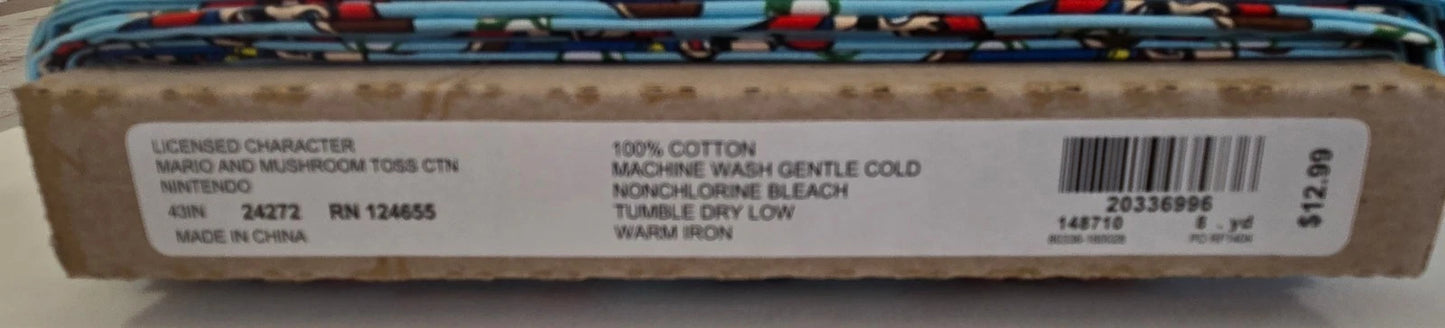 LICENSED CHARACTER
MARIO AND MUSHROOM TOSS CTN
NINTENDO
43IN 24272 RN 124655
MADE IN CHINA
100% COTTON
MACHINE WASH GENTLE COLD
NONCHLORINE BLEACH
TUMBLE DRY LOW
WARM IRON
20336996
148710 yd
$12.99